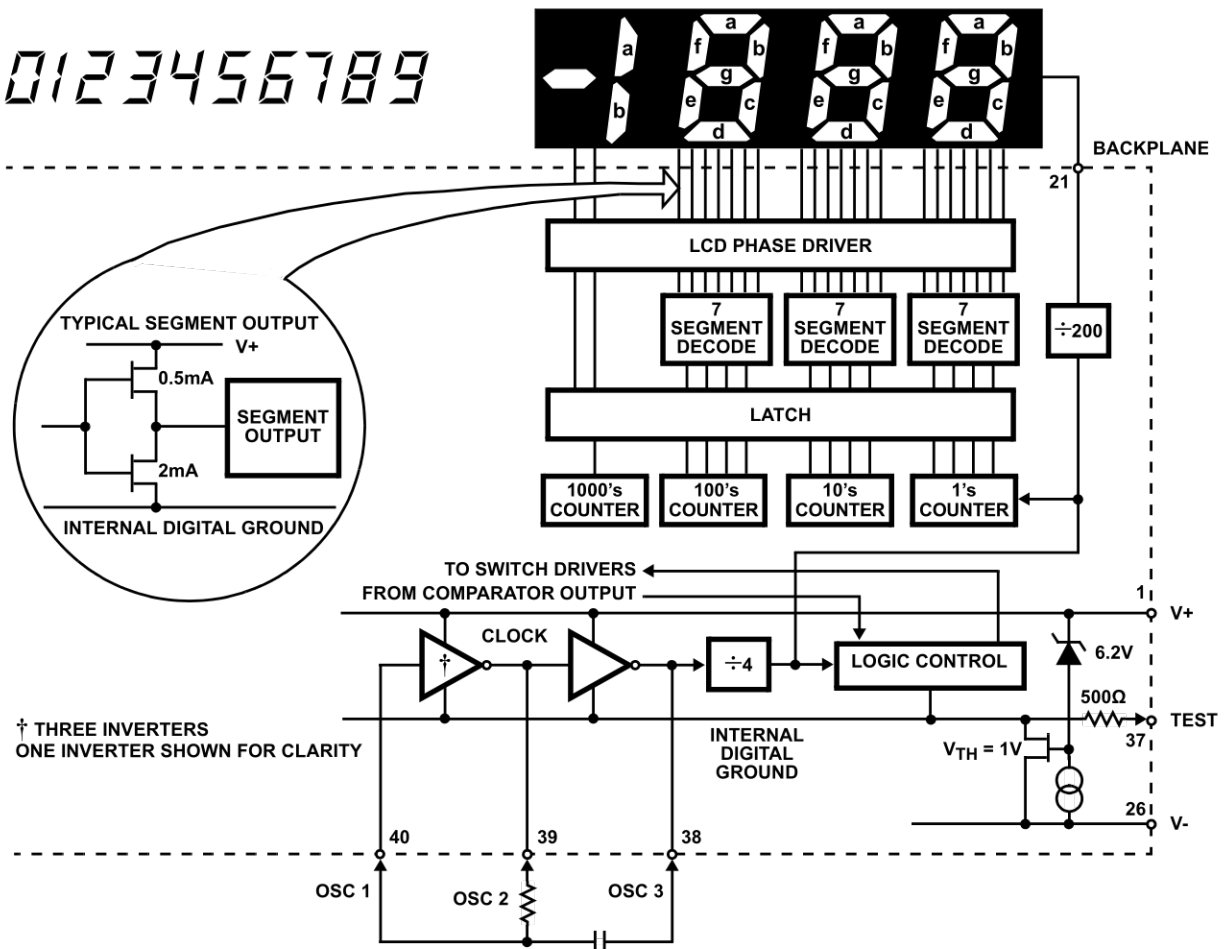 0123456789
a
b
a
f
b
g
e
c
d
a
f
b
g
e
c
d
a
f
b
g
e
c
d
BACKPLANE
21
LCD PHASE DRIVER
TYPICAL SEGMENT OUTPUT
V+
0.5mA
SEGMENT
OUTPUT
2mA
INTERNAL DIGITAL GROUND
7
SEGMENT
DECODE
7
SEGMENT
DECODE
7
SEGMENT
DECODE
÷200
LATCH
1000's
COUNTER
100's
COUNTER
10's
COUNTER
1's
COUNTER
TO SWITCH DRIVERS
FROM COMPARATOR OUTPUT
1
V+
CLOCK
†
÷4
LOGIC CONTROL
6.2V
500Ω
TEST
37
† THREE INVERTERS
ONE INVERTER SHOWN FOR CLARITY
INTERNAL
DIGITAL
GROUND
VTH = 1V
26
V-
40
39
38
OSC 1
OSC 2
OSC 3